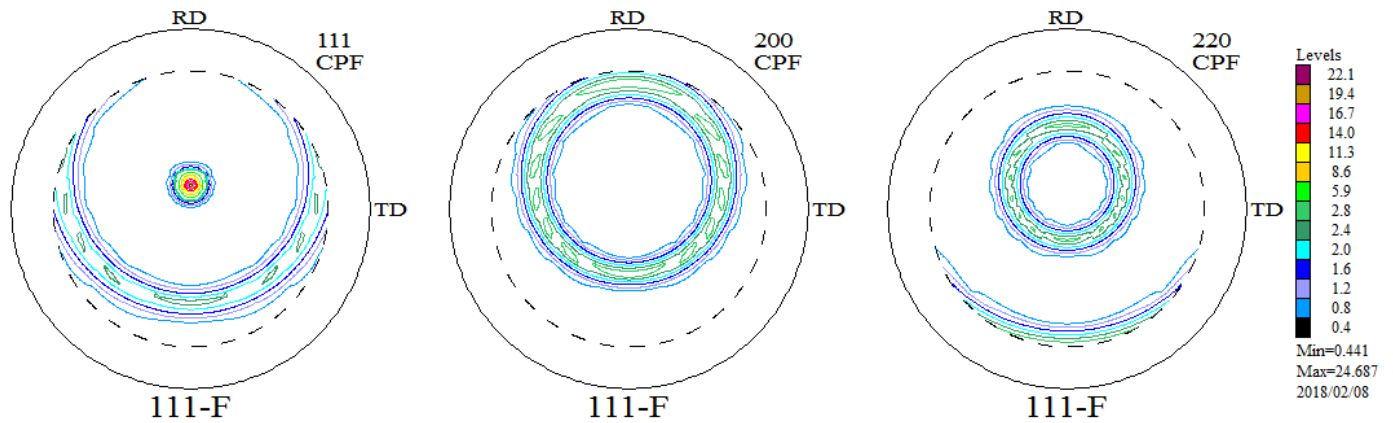 RD
111
CPF
TD
111-F
RD
200
CPF
TD
111-F
RD
220
CPF
TD
111-F
Levels
22.1
19.4
16.7
14.0
11.3
8.6
5.9
2.8
2.4
2.0
1.6
1.2
0.8
0.4
Min=0.441
Max=24.687
2018/02/08